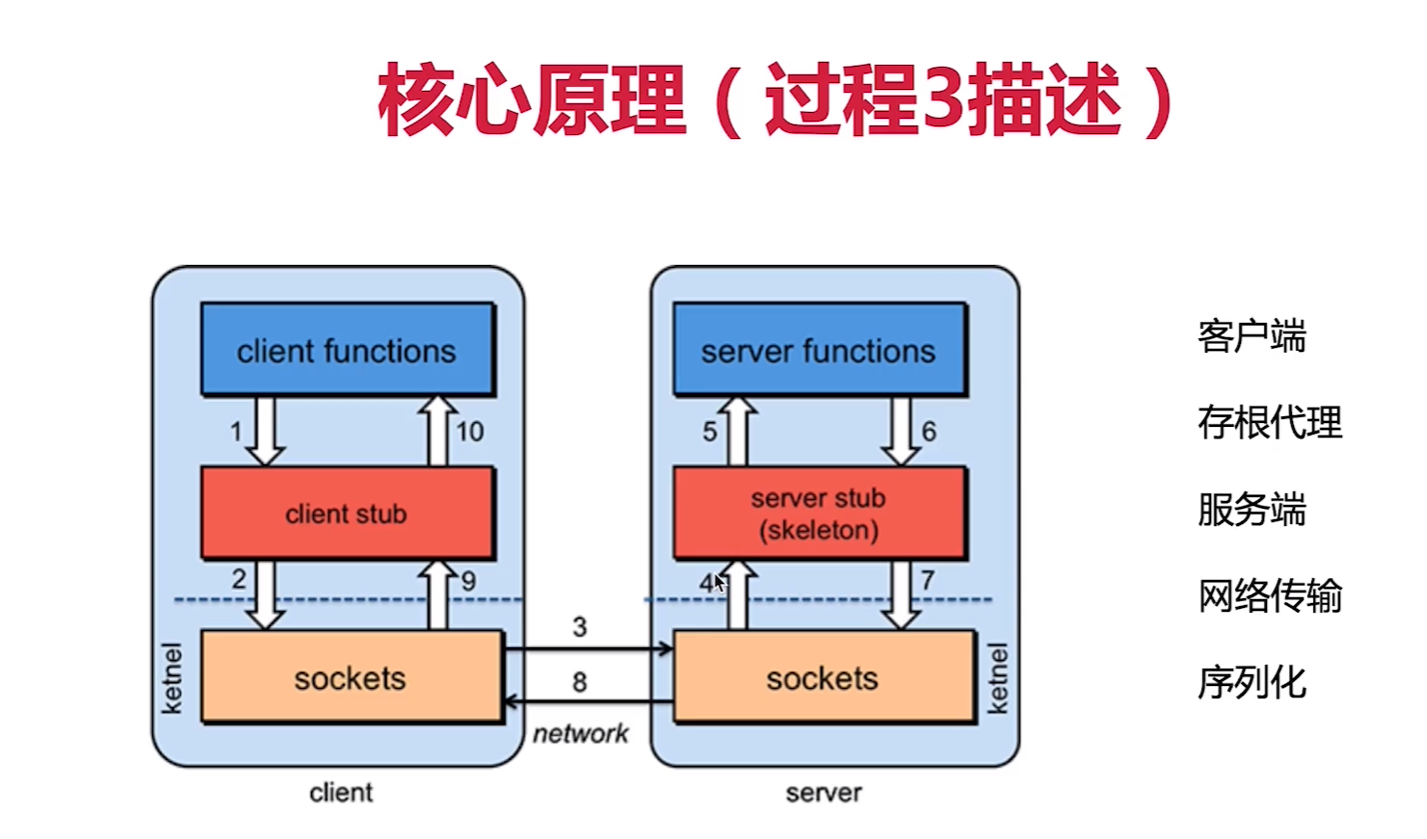 核心原理（过程3描述）
client functions
server functions
客户端
1
10
5
6
存根代理
client stub
server stub
(skeleton)
服务端
2
9
4
7
网络传输
ketnel
sockets
3
8
network
sockets
ketnel
序列化
client
server